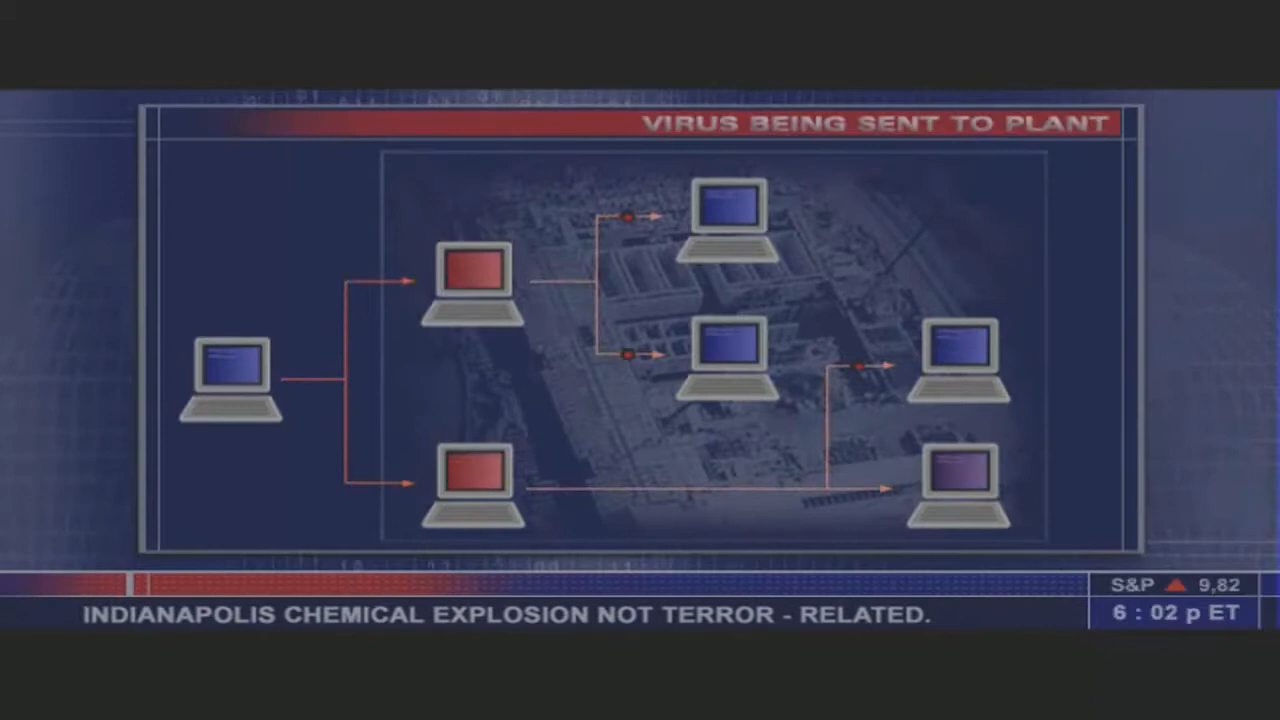 VIRUS BEING SENT TO PLANT
S&P ▲ 9,82
INDIANAPOLIS CHEMICAL EXPLOSION NOT TERROR - RELATED.
6 : 02 p ET